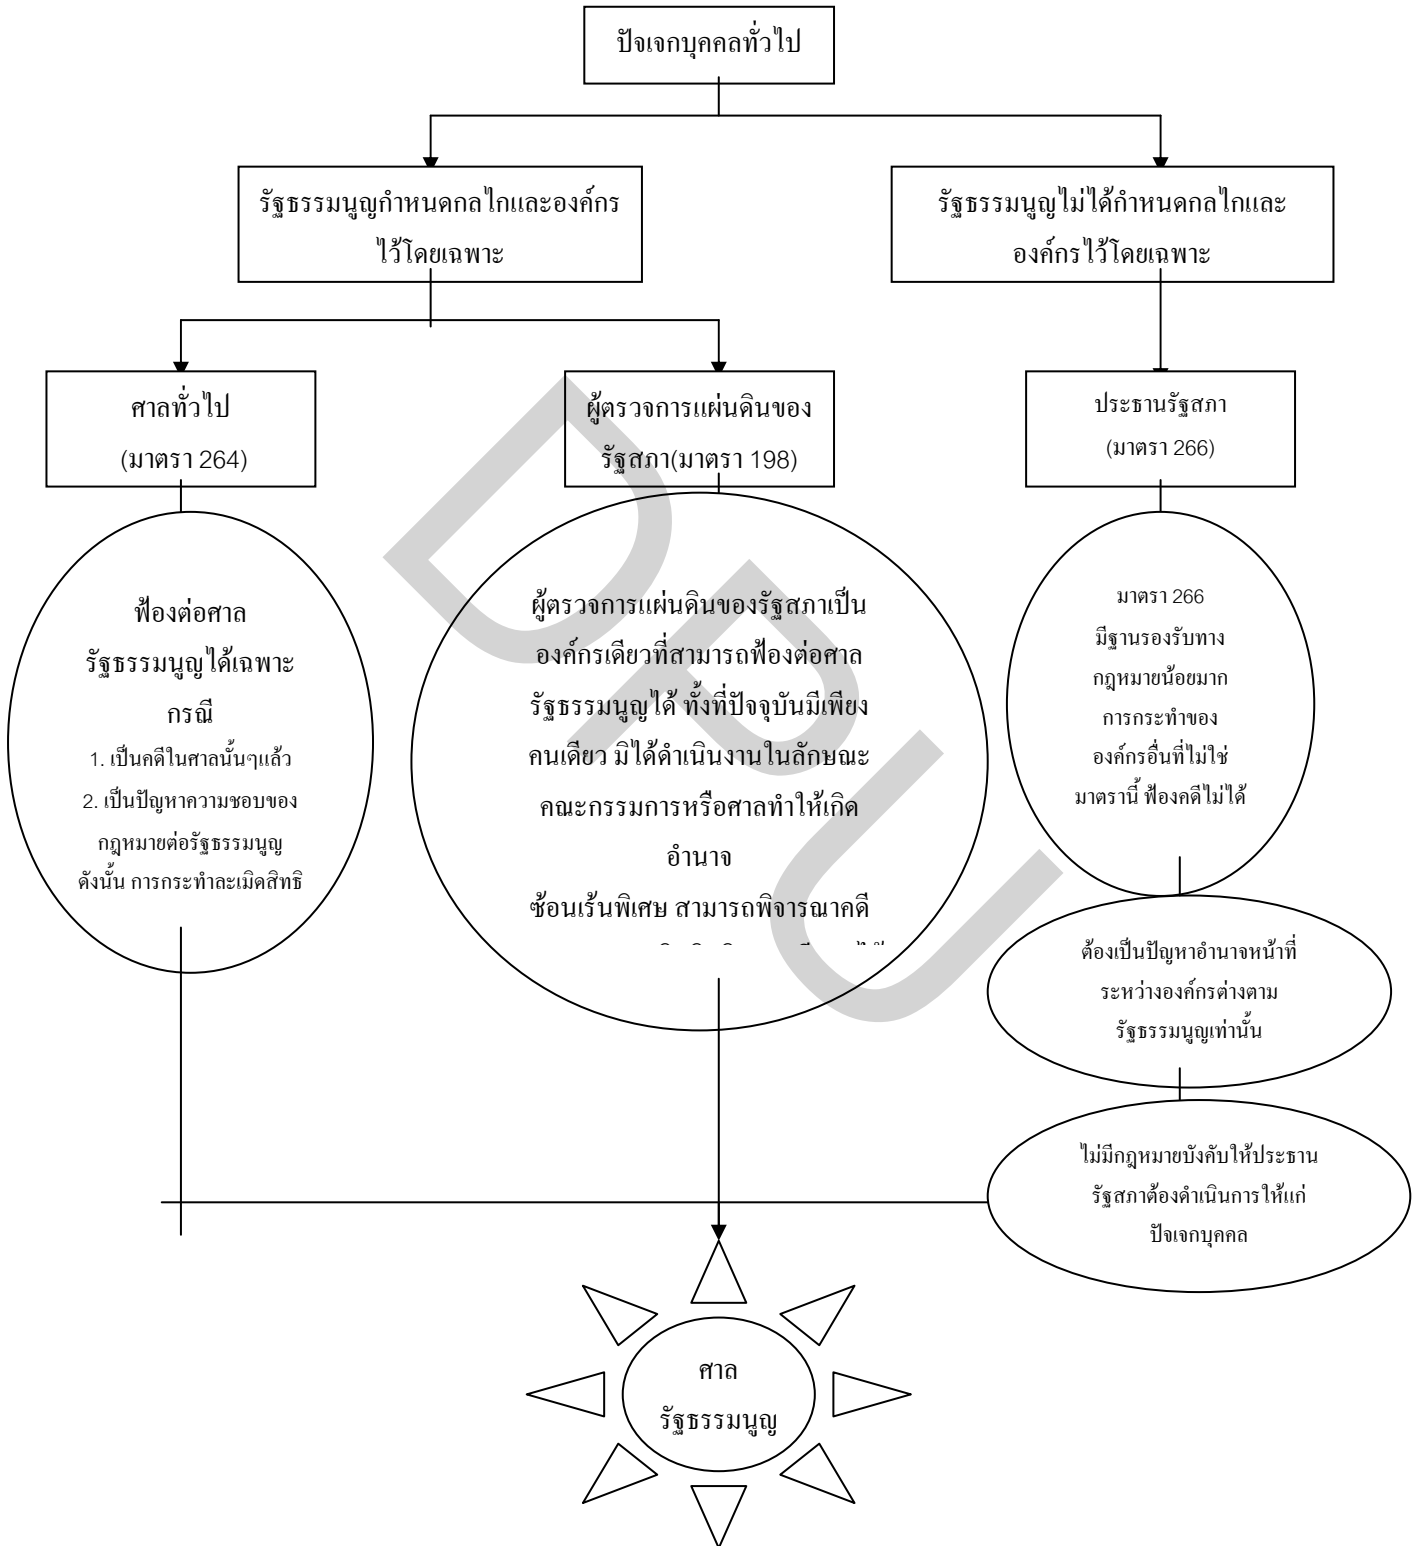 ปัจเจกบุคคลทั่วไป
รัฐธรรมนูญกำหนดกลไกและองค์กร
ไว้โดยเฉพาะ
รัฐธรรมนูญไม่ได้กำหนดกลไกและ
องค์กรไว้โดยเฉพาะ
ศาลทั่วไป
(มาตรา 264)
ผู้ตรวจการแผ่นดินของ
รัฐสภา(มาตรา 198)
ประธานรัฐสภา
(มาตรา 266)
ฟ้องต่อศาล
รัฐธรรมนูญได้เฉพาะ
กรณี
1. เป็นคดีในศาลนั้นๆแล้ว
2. เป็นปัญหาความชอบของ
กฎหมายต่อรัฐธรรมนูญ
ดังนั้น การกระทำละเมิดสิทธิ
ผู้ตรวจการแผ่นดินของรัฐสภาเป็น
องค์กรเดียวที่สามารถฟ้องต่อศาล
รัฐธรรมนูญได้ ทั้งที่ปัจจุบันมีเพียง
คนเดียว มิได้ดำเนินงานในลักษณะ
คณะกรรมการหรือศาลทำให้เกิด
อำนาจ
ซ้อนเร้นพิเศษ สามารถพิจารณาคดี
มาตรา 266
มีฐานรองรับทาง
กฎหมายน้อยมาก
การกระทำของ
องค์กรอื่นที่ไม่ใช่
มาตรานี้ ฟ้องคดีไม่ได้
ต้องเป็นปัญหาอำนาจหน้าที่
ระหว่างองค์กรต่างตาม
รัฐธรรมนูญเท่านั้น
ไม่มีกฎหมายบังคับให้ประธาน
รัฐสภาต้องดำเนินการให้แก่
ปัจเจกบุคคล
ศาล
รัฐธรรมนูญ
DPU